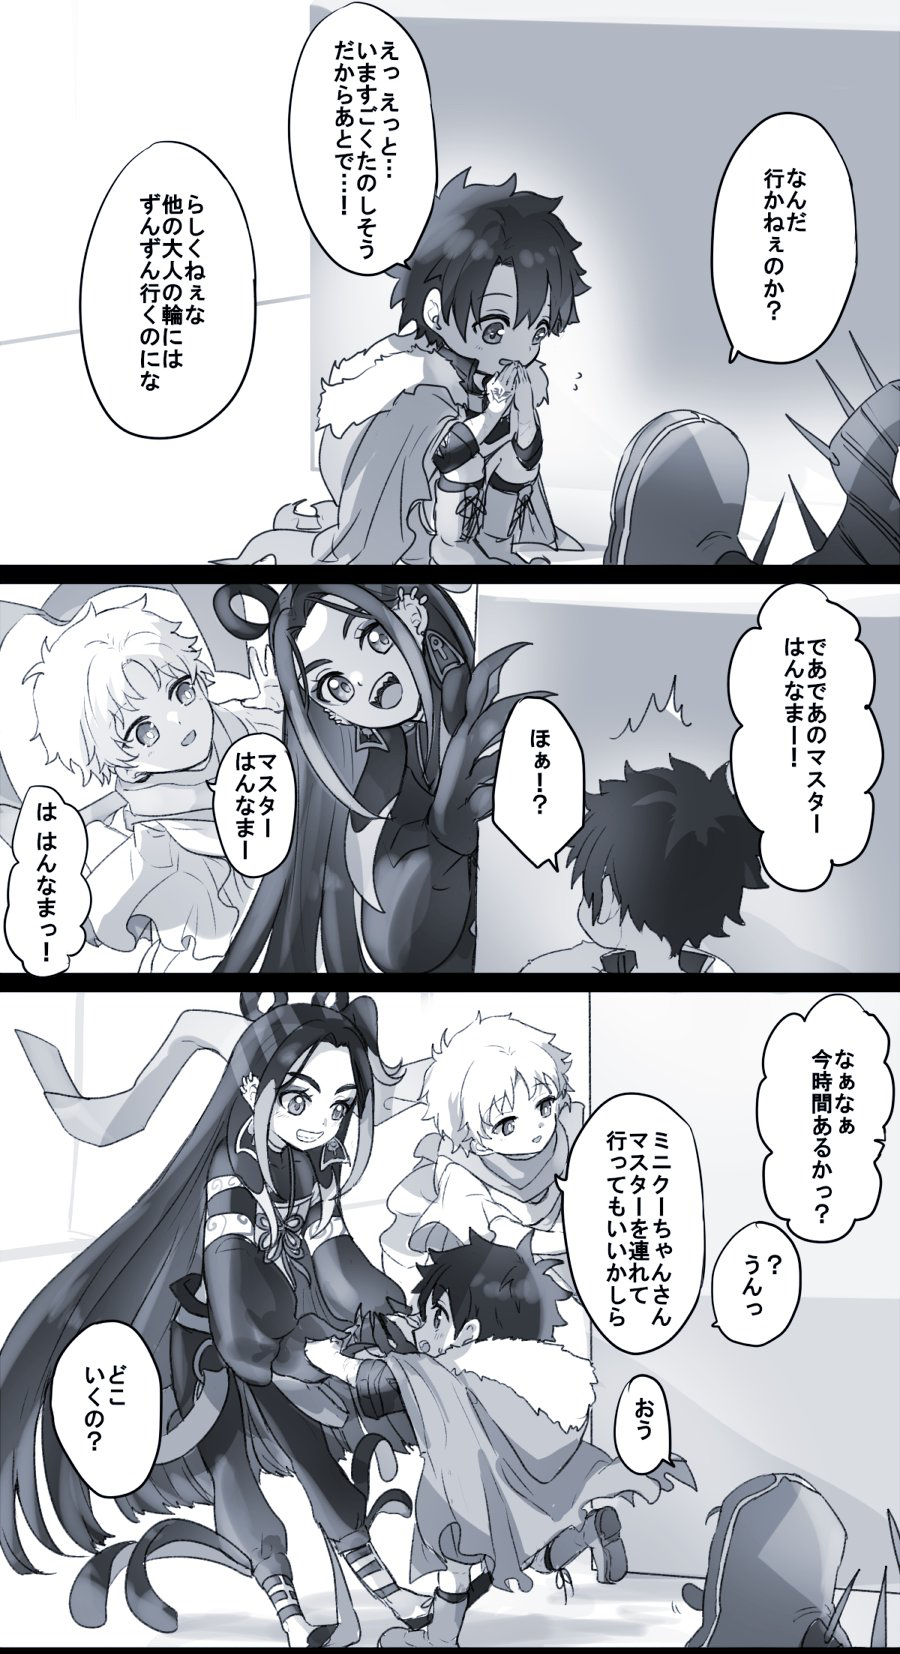 なんだ
行かねぇのか?
えっ えっと…
いますごくたのしそう
だからあとで…!
らしくねぇな
他の大人の輪には
ずんずん行くのにな
であであのマスター
はんなまー!
ほぁ!?
マスター
はんなまー
は はんなまっ!
なぁなぁ
今時間あるかっ?
?
うんっ
ミニクーちゃんさん
マスターを連れて
行ってもいいかしら
おう
どこ
いくの?